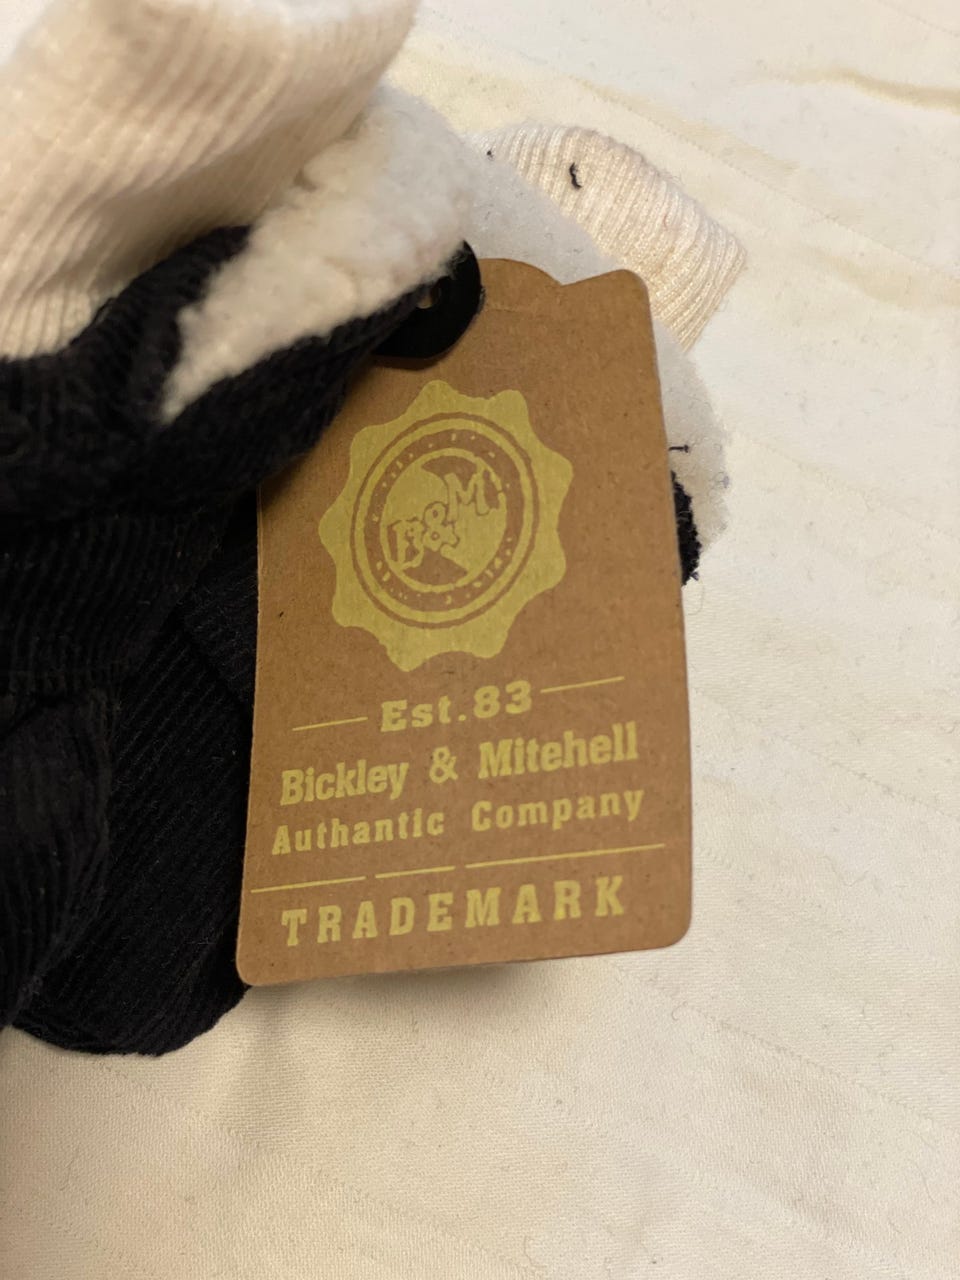 B&M
Est.83
Bickley & Mitehell
Authantic Company
TRADEMARK